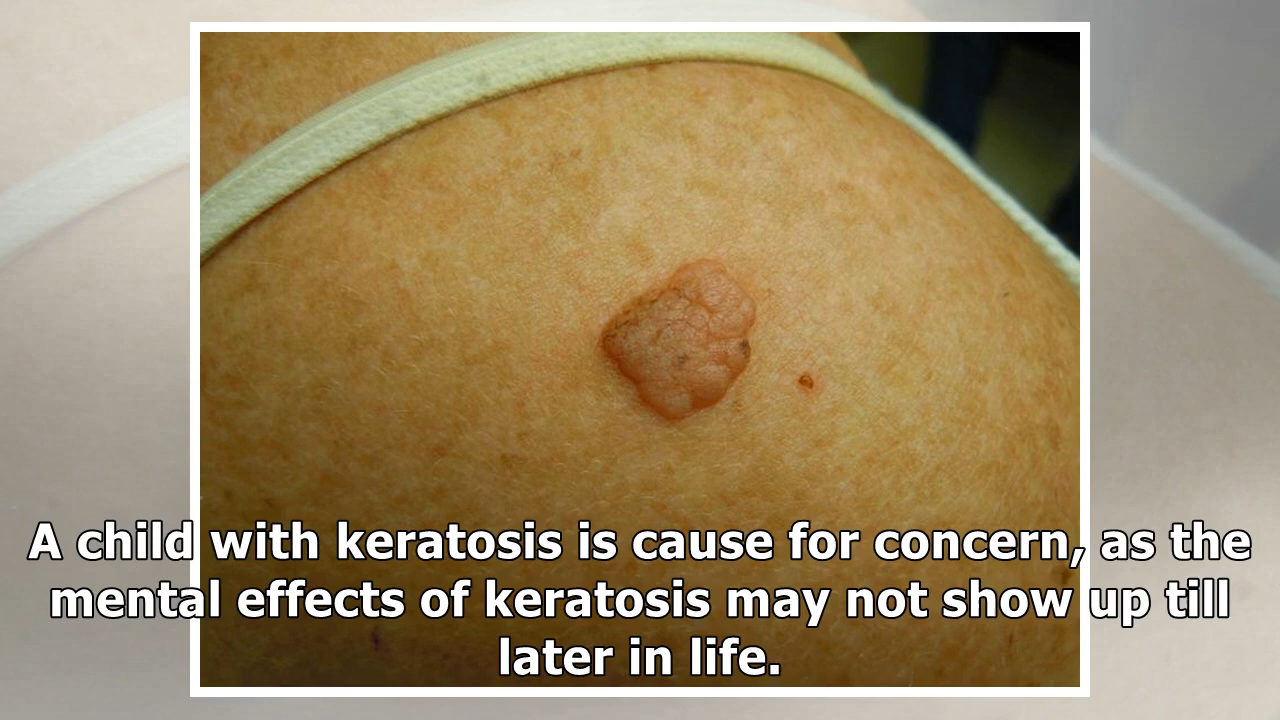 A child with keratosis is cause for concern, as the
mental effects of keratosis may not show up till
later in life.